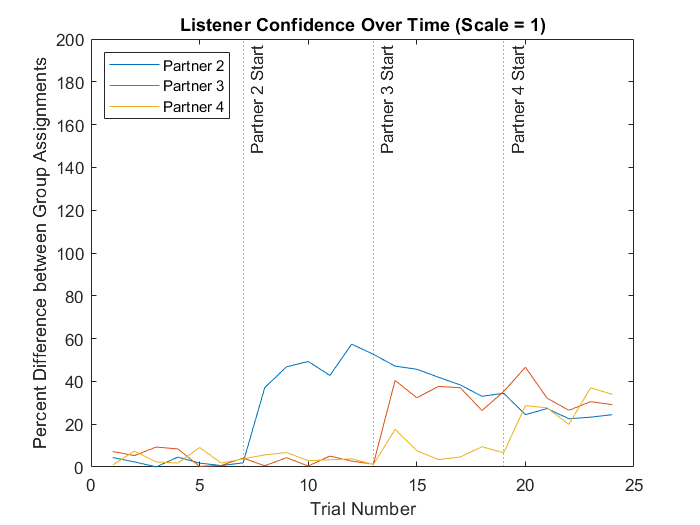 Listener Confidence Over Time (Scale = 1)
Percent Difference between Group Assignments
200
180
160
140
120
100
80
60
40
20
0
Partner 2
Partner 3
Partner 4
Partner 2 Start
Partner 3 Start
Partner 4 Start
0
5
10
15
20
25
Trial Number